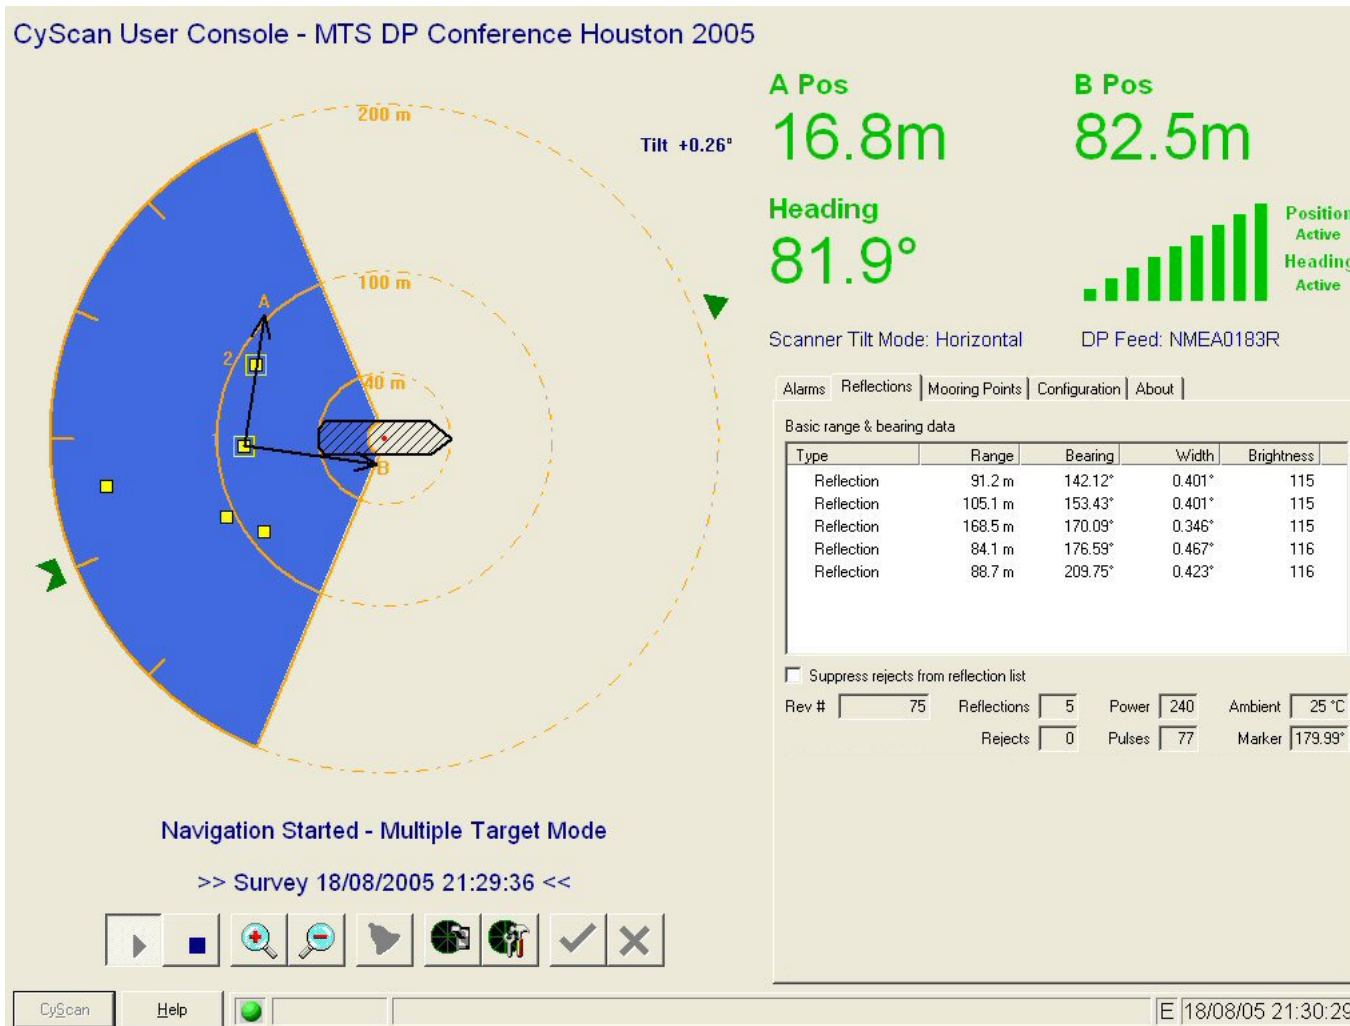 CyScan User Console - MTS DP Conference Houston 2005
200 m
Tilt +0.26°
100 m
A
2
40 m
1
B
A Pos
B Pos
16.8m
82.5m
Heading
81.9°
Position
Active
Heading
Active
Scanner Tilt Mode: Horizontal
DP Feed: NMEA0183R
Alarms Reflections Mooring Points Configuration About
Basic range & bearing data
Type Range Bearing Width Brightness
Reflection 91.2 m 142.12° 0.401° 115
Reflection 105.1 m 153.43° 0.401° 115
Reflection 168.5 m 170.09° 0.346° 115
Reflection 84.1 m 176.59° 0.467° 116
Reflection 88.7 m 209.75° 0.423° 116
Suppress rejects from reflection list
Rev # 75 Reflections 5 Power 240 Ambient 25 °C
Rejects 0 Pulses 77 Marker 179.99°
Navigation Started - Multiple Target Mode
>> Survey 18/08/2005 21:29:36 <<
CyScan Help E 18/08/05 21:30:29